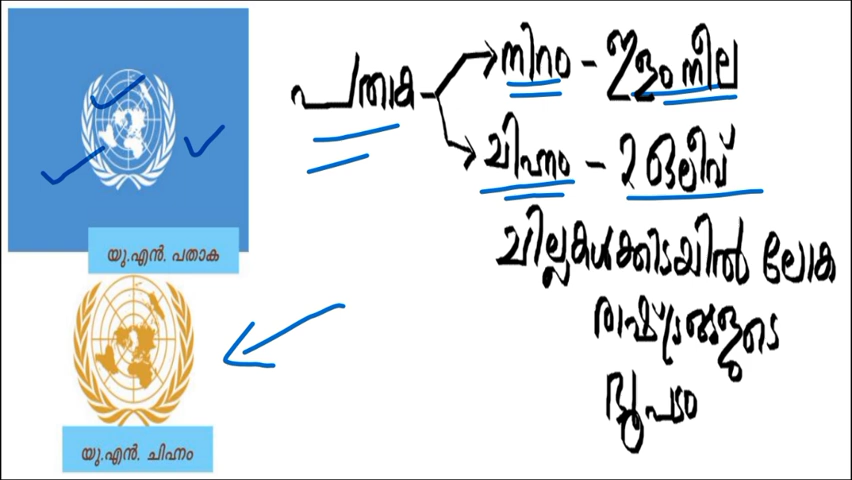 യു.എൻ. പതാക
യു.എൻ. ചിഹ്നം
പതാക
നിറം - ഇളം നീല
ചിഹ്നം - 2 ഒലീവ്
ചില്ലകൾക്കിടയിൽ ലോക
രാഷ്ട്രങ്ങളുടെ
ഭൂപടം